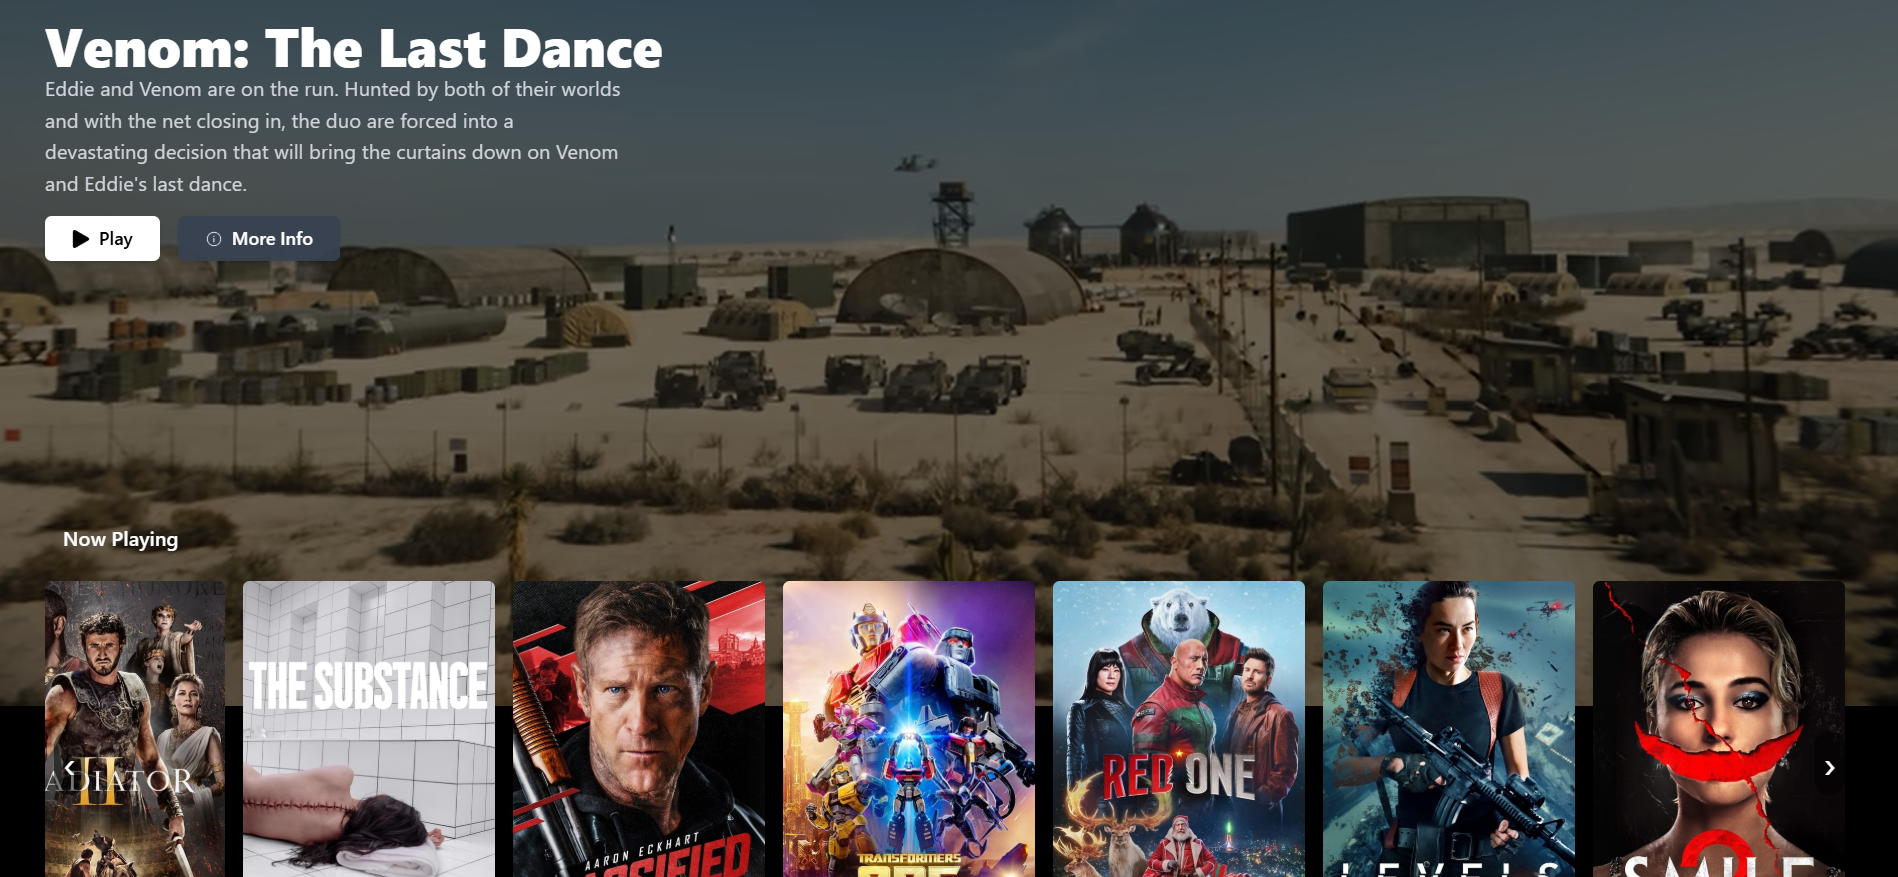 Venom: The Last Dance
Eddie and Venom are on the run. Hunted by both of their worlds
and with the net closing in, the duo are forced into a
devastating decision that will bring the curtains down on Venom
and Eddie's last dance.
Play
More Info
Now Playing
ADIATOR
II
THE SUBSTANCE
AARON ECKHART
SSIFIED
TRANSFORMERS
ONE
RED ONE
LEVELS
SMILE
2